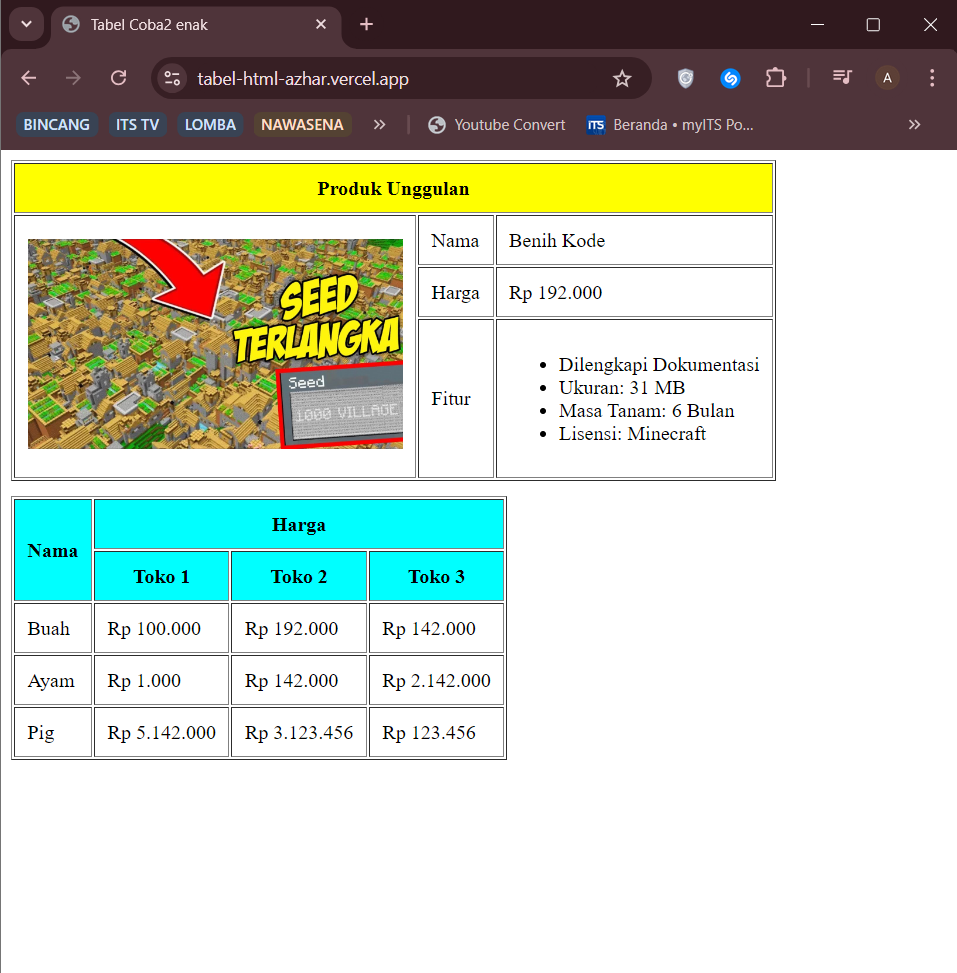 Tabel Coba2 enak
tabel-html-azhar.vercel.app
A
BINCANG ITS TV LOMBA NAWASENA Youtube Convert ITS Beranda • myITS Po...
Produk Unggulan
SEED
TERLANGKA
Seed
1000 VILLAGE
Nama Benih Kode
Harga Rp 192.000
Fitur
Dilengkapi Dokumentasi
Ukuran: 31 MB
Masa Tanam: 6 Bulan
Lisensi: Minecraft
Nama Harga
Toko 1 Toko 2 Toko 3
Buah Rp 100.000 Rp 192.000 Rp 142.000
Ayam Rp 1.000 Rp 142.000 Rp 2.142.000
Pig Rp 5.142.000 Rp 3.123.456 Rp 123.456